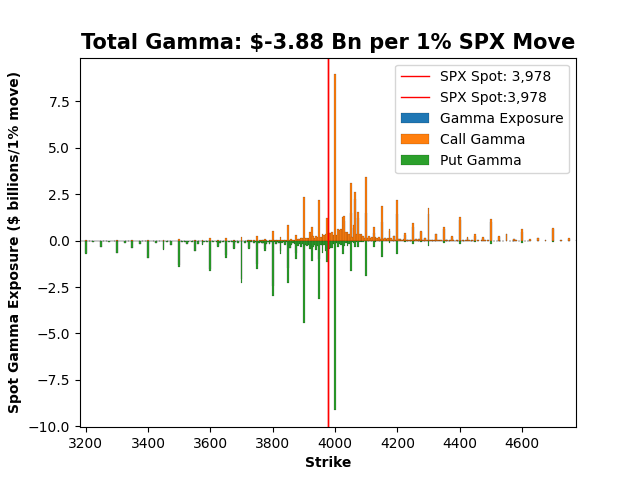 Total Gamma: $-3.88 Bn per 1% SPX Move
SPX Spot: 3,978
SPX Spot:3,978
Gamma Exposure
Call Gamma
Put Gamma
Spot Gamma Exposure ($ billions/1% move)
7.5
5.0
2.5
0.0
−2.5
−5.0
−7.5
−10.0
3200 3400 3600 3800 4000 4200 4400 4600
Strike